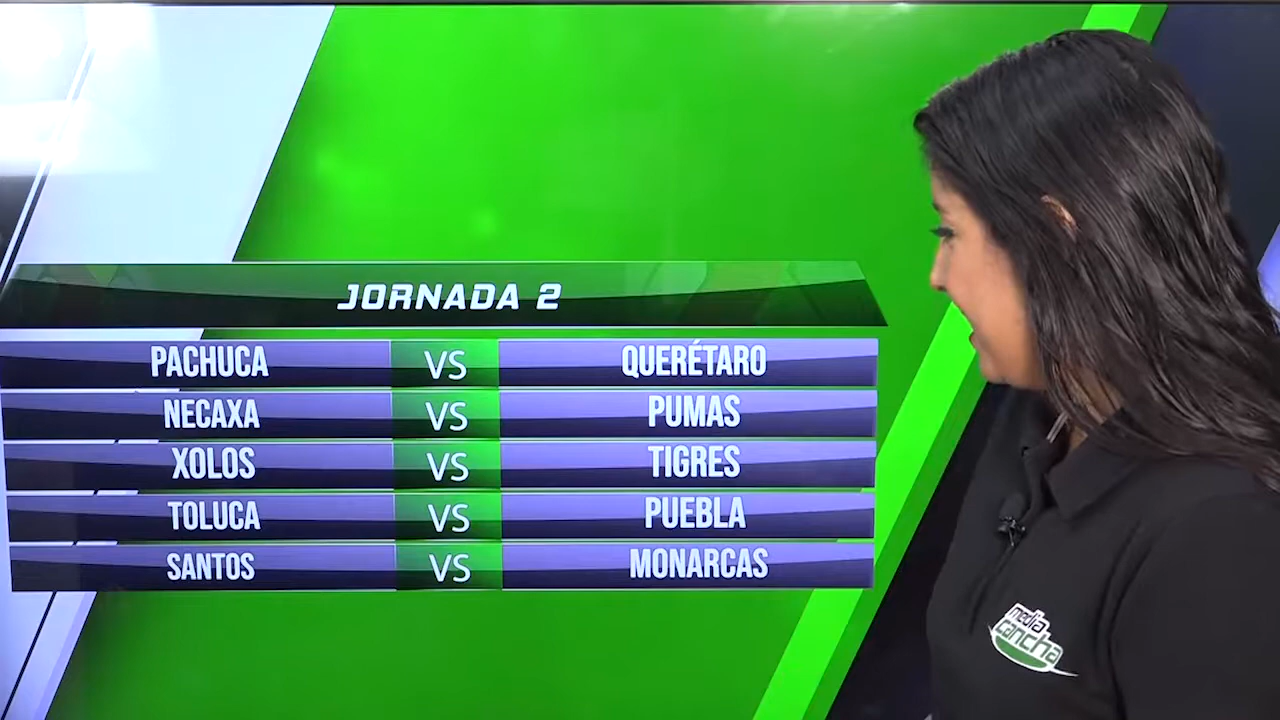 JORNADA 2
PACHUCA VS QUERÉTARO
NECAXA VS PUMAS
XOLOS VS TIGRES
TOLUCA VS PUEBLA
SANTOS VS MONARCAS
media
cancha